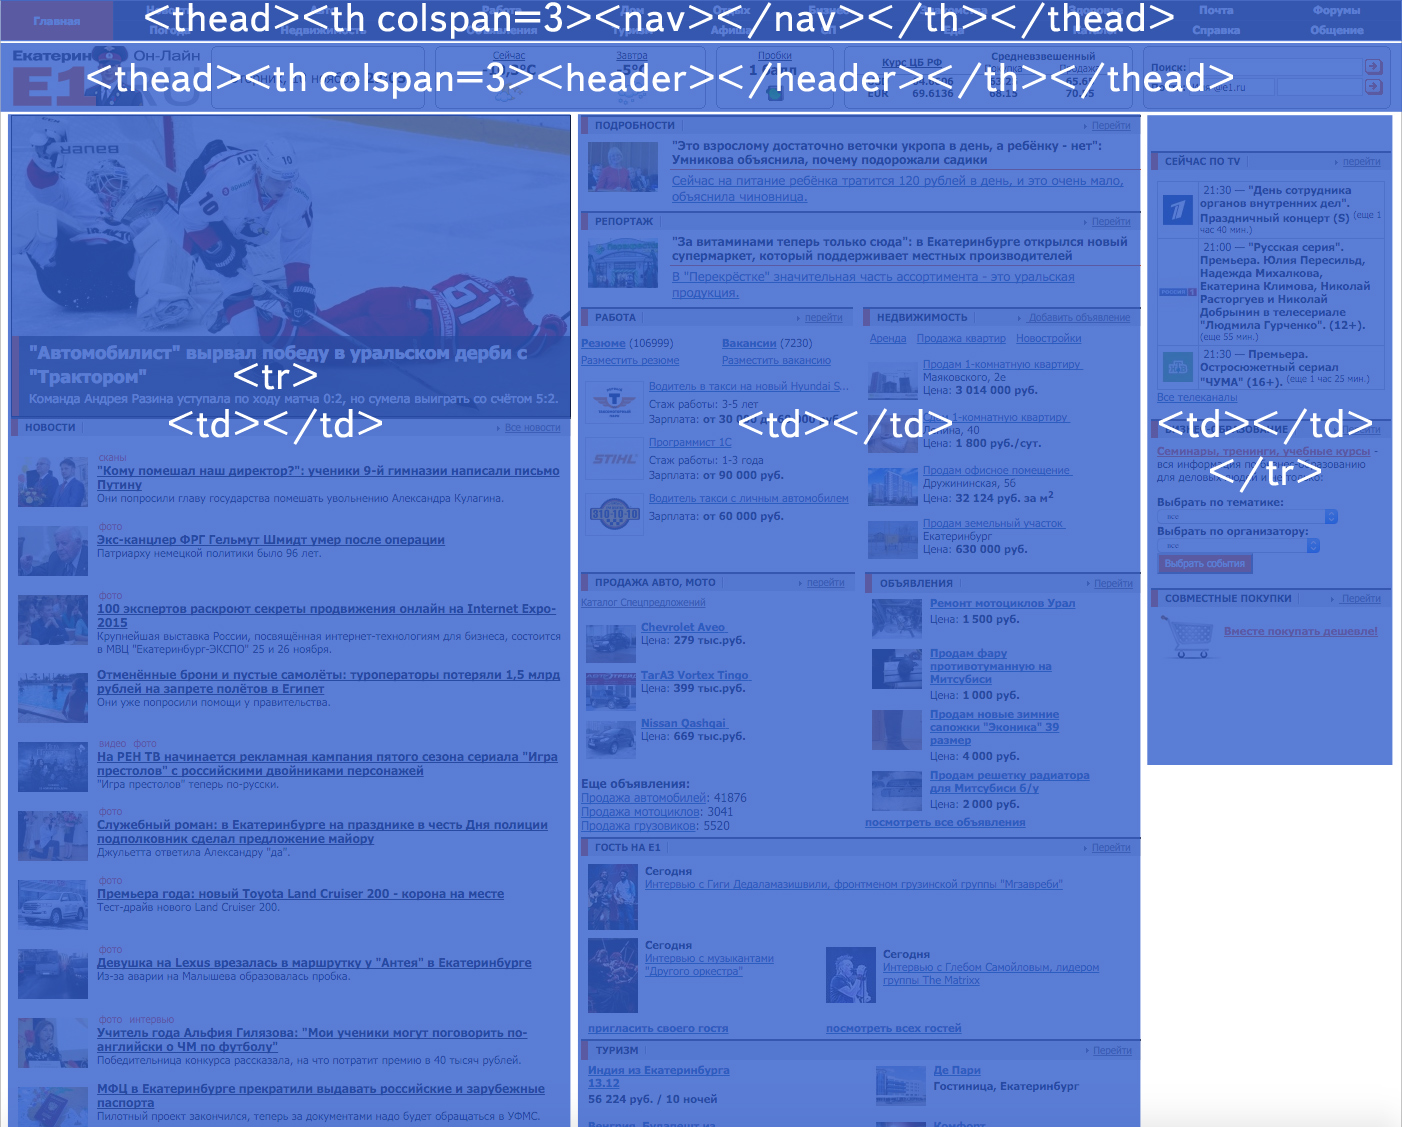 <thead><th colspan=3><nav></nav></th></thead>
Главная
Почта
Форумы
Погода
Недвижимость
Справка
Общение
<thead><th colspan=3><header></header></th></thead>
Екатерин Он-Лайн
E1
Сейчас
Завтра
-5°C
Пробки
Курс ЦБ РФ
EUR 69.6136
Средневзвешенный
68.15 70.
Поиск:
@e1.ru
"Автомобилист" вырвал победу в уральском дерби с
"Трактором"
Команда Андрея Разина уступала по ходу матча 0:2, но сумела выиграть со счётом 5:2.
<tr>
<td></td>
НОВОСТИ
Все новости
сканы
"Кому помешал наш директор?": ученики 9-й гимназии написали письмо
Путину
Они попросили главу государства помешать увольнению Александра Кулагина.
фото
Экс-канцлер ФРГ Гельмут Шмидт умер после операции
Патриарху немецкой политики было 96 лет.
фото
100 экспертов раскроют секреты продвижения онлайн на Internet Expo-
2015
Крупнейшая выставка России, посвящённая интернет-технологиям для бизнеса, состоится
в МВЦ "Екатеринбург-ЭКСПО" 25 и 26 ноября.
Отменённые брони и пустые самолёты: туроператоры потеряли 1,5 млрд
рублей на запрете полётов в Египет
Они уже попросили помощи у правительства.
видео фото
На РЕН ТВ начинается рекламная кампания пятого сезона сериала "Игра
престолов" с российскими двойниками персонажей
"Игра престолов" теперь по-русски.
фото
Служебный роман: в Екатеринбурге на празднике в честь Дня полиции
подполковник сделал предложение майору
Джульетта ответила Александру "да".
фото
Премьера года: новый Toyota Land Cruiser 200 - корона на месте
Тест-драйв нового Land Cruiser 200.
фото
Девушка на Lexus врезалась в маршрутку у "Антея" в Екатеринбурге
Из-за аварии на Малышева образовалась пробка.
фото интервью
Учитель года Альфия Гилязова: "Мои ученики могут поговорить по-
английски о ЧМ по футболу"
Победительница конкурса рассказала, на что потратит премию в 40 тысяч рублей.
МФЦ в Екатеринбурге прекратили выдавать российские и зарубежные
паспорта
Пилотный проект закончился, теперь за документами надо будет обращаться в УФМС.
ПОДРОБНОСТИ
Перейти
"Это взрослому достаточно веточки укропа в день, а ребёнку - нет":
Умникова объяснила, почему подорожали садики
Сейчас на питание ребёнка тратится 120 рублей в день, и это очень мало,
объяснила чиновница.
РЕПОРТАЖ
Перейти
"За витаминами теперь только сюда": в Екатеринбурге открылся новый
супермаркет, который поддерживает местных производителей
В "Перекрёстке" значительная часть ассортимента - это уральская
продукция.
РАБОТА
перейти
Резюме (106999) Вакансии (7230)
Разместить резюме Разместить вакансию
Водитель в такси на новый Hyundai S...
Стаж работы: 3-5 лет
Зарплата: от 30
Программист 1С
STIHL
Стаж работы: 1-3 года
Зарплата: от 90 000 руб.
Водитель такси с личным автомобилем
310-10-10
Зарплата: от 60 000 руб.
НЕДВИЖИМОСТЬ
Добавить объявление
Аренда Продажа квартир Новостройки
Продам 1-комнатную квартиру
Маяковского, 2е
Цена: 3 014 000 руб.
<td></td>
1-комнатную квартиру
40
Цена: 1 800 руб./сут.
Продам офисное помещение
Дружининская, 5б
Цена: 32 124 руб. за м2
Продам земельный участок
Екатеринбург
Цена: 630 000 руб.
ПРОДАЖА АВТО, МОТО
перейти
Каталог Спецпредложений
Chevrolet Aveo
Цена: 279 тыс.руб.
ТагАЗ Vortex Tingo
Цена: 399 тыс.руб.
Nissan Qashqai
Цена: 669 тыс.руб.
Еще объявления:
Продажа автомобилей: 41876
Продажа мотоциклов: 3041
Продажа грузовиков: 5520
ОБЪЯВЛЕНИЯ
Перейти
Ремонт мотоциклов Урал
Цена: 1 500 руб.
Продам фару
противотуманную на
Митсубиси
Цена: 1 000 руб.
Продам новые зимние
сапожки "Эконика" 39
размер
Цена: 4 000 руб.
Продам решетку радиатора
для Митсубиси б/у
Цена: 2 000 руб.
посмотреть все объявления
ГОСТЬ НА Е1
Перейти
Сегодня
Интервью с Гиги Дедаламазишвили, фронтменом грузинской группы "Мгзавреби"
Сегодня
Интервью с музыкантами
"Другого оркестра"
Сегодня
Интервью с Глебом Самойловым, лидером
группы The Matrixx
пригласить своего гостя
посмотреть всех гостей
ТУРИЗМ
Перейти
Индия из Екатеринбурга
13.12
56 224 руб. / 10 ночей
Де Пари
Гостиница, Екатеринбург
СЕЙЧАС ПО TV
перейти
21:30 — "День сотрудника
органов внутренних дел".
Праздничный концерт (S) (еще 1
час 40 мин.)
21:00 — "Русская серия".
Премьера. Юлия Пересильд,
Надежда Михалкова,
Екатерина Климова, Николай
Расторгуев и Николай
Добрынин в телесериале
"Людмила Гурченко". (12+).
(еще 55 мин.)
РОССИЯ 1
21:30 — Премьера.
Остросюжетный сериал
"ЧУМА" (16+). (еще 1 час 25 мин.)
Все телеканалы
<td></td>
</tr>
Семинары, тренинги, учебные курсы -
Выбрать по тематике:
все
Выбрать по организатору:
все
Выбрать события
СОВМЕСТНЫЕ ПОКУПКИ
Перейти
Вместе покупать дешевле!